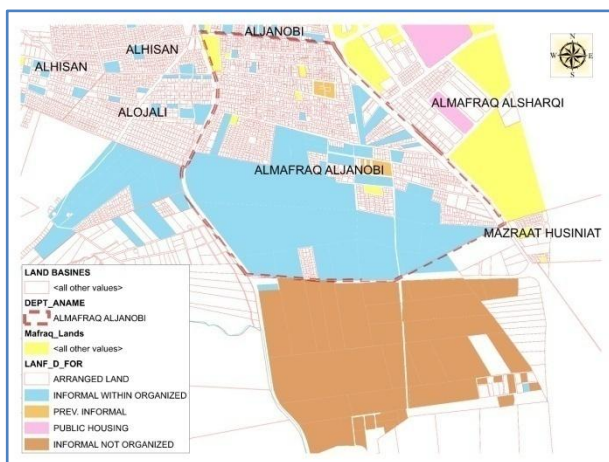 ALJANOBI
ALHISAN
ALHISAN
ALOJALI
N
W
E
S
ALMAFRAQ ALSHARQI
ALMAFRAQ ALJANOBI
MAZRAAT HUSINIAT
LAND BASINES
<all other values>
DEPT_ANAME
ALMAFRAQ ALJANOBI
Mafraq_Lands
<all other values>
LANF_D_FOR
ARRANGED LAND
INFORMAL WITHIN ORGANIZED
PREV. INFORMAL
PUBLIC HOUSING
INFORMAL NOT ORGANIZED